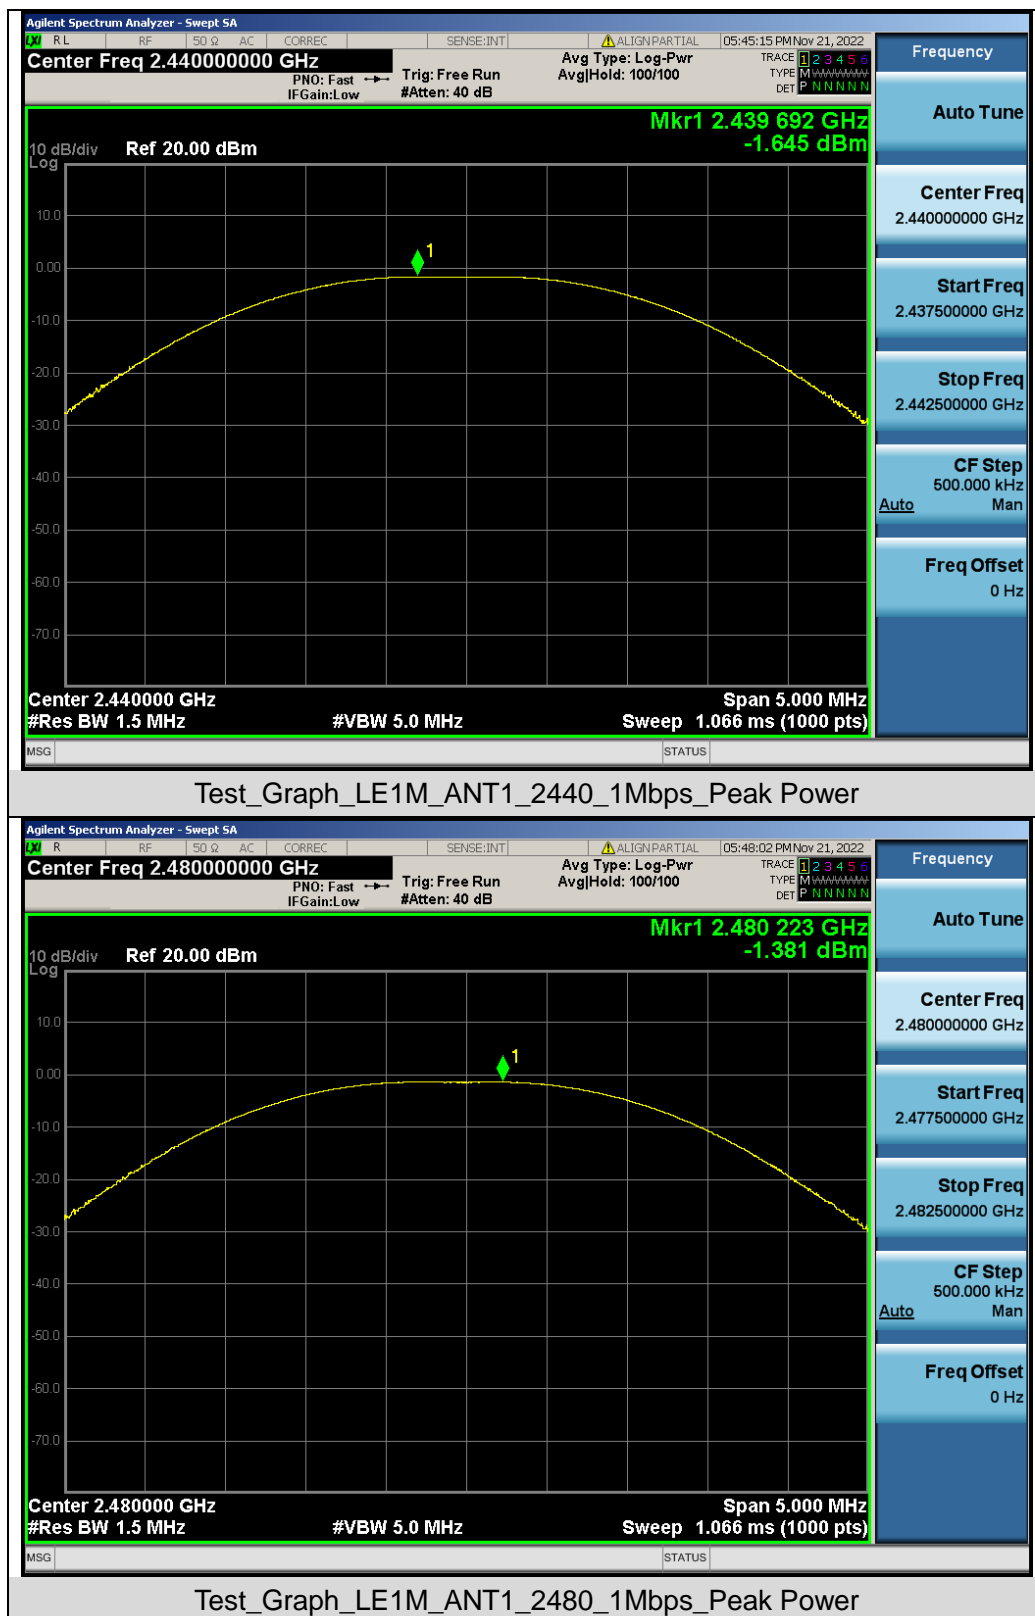 Agilent Spectrum Analyzer - Swept SA
LXI RL RF 50 Ω AC CORREC SENSE:INT ALIGNPARTIAL 05:45:15 PMNov 21, 2022
Center Freq 2.440000000 GHz
PNO: Fast
IFGain:Low
Trig: Free Run
#Atten: 40 dB
Avg Type: Log-Pwr
Avg|Hold: 100/100
TRACE 1 2 3 4 5 6
TYPE MWWWWW
DET P N N N N N
Mkr1 2.439 692 GHz
-1.645 dBm
10 dB/div Ref 20.00 dBm
Log
10.0
0.00
1
-10.0
-20.0
-30.0
-40.0
-50.0
-60.0
-70.0
Center 2.440000 GHz Span 5.000 MHz
#Res BW 1.5 MHz #VBW 5.0 MHz Sweep 1.066 ms (1000 pts)
MSG STATUS
Frequency
Auto Tune
Center Freq
2.440000000 GHz
Start Freq
2.437500000 GHz
Stop Freq
2.442500000 GHz
CF Step
500.000 kHz
Auto Man
Freq Offset
0 Hz
Test_Graph_LE1M_ANT1_2440_1Mbps_Peak Power
Agilent Spectrum Analyzer - Swept SA
LXI R RF 50 Ω AC CORREC SENSE:INT ALIGNPARTIAL 05:48:02 PMNov 21, 2022
Center Freq 2.480000000 GHz
PNO: Fast
IFGain:Low
Trig: Free Run
#Atten: 40 dB
Avg Type: Log-Pwr
Avg|Hold: 100/100
TRACE 1 2 3 4 5 6
TYPE MWWWWW
DET P N N N N N
Mkr1 2.480 223 GHz
-1.381 dBm
10 dB/div Ref 20.00 dBm
Log
10.0
0.00
1
-10.0
-20.0
-30.0
-40.0
-50.0
-60.0
-70.0
Center 2.480000 GHz Span 5.000 MHz
#Res BW 1.5 MHz #VBW 5.0 MHz Sweep 1.066 ms (1000 pts)
MSG STATUS
Frequency
Auto Tune
Center Freq
2.480000000 GHz
Start Freq
2.477500000 GHz
Stop Freq
2.482500000 GHz
CF Step
500.000 kHz
Auto Man
Freq Offset
0 Hz
Test_Graph_LE1M_ANT1_2480_1Mbps_Peak Power